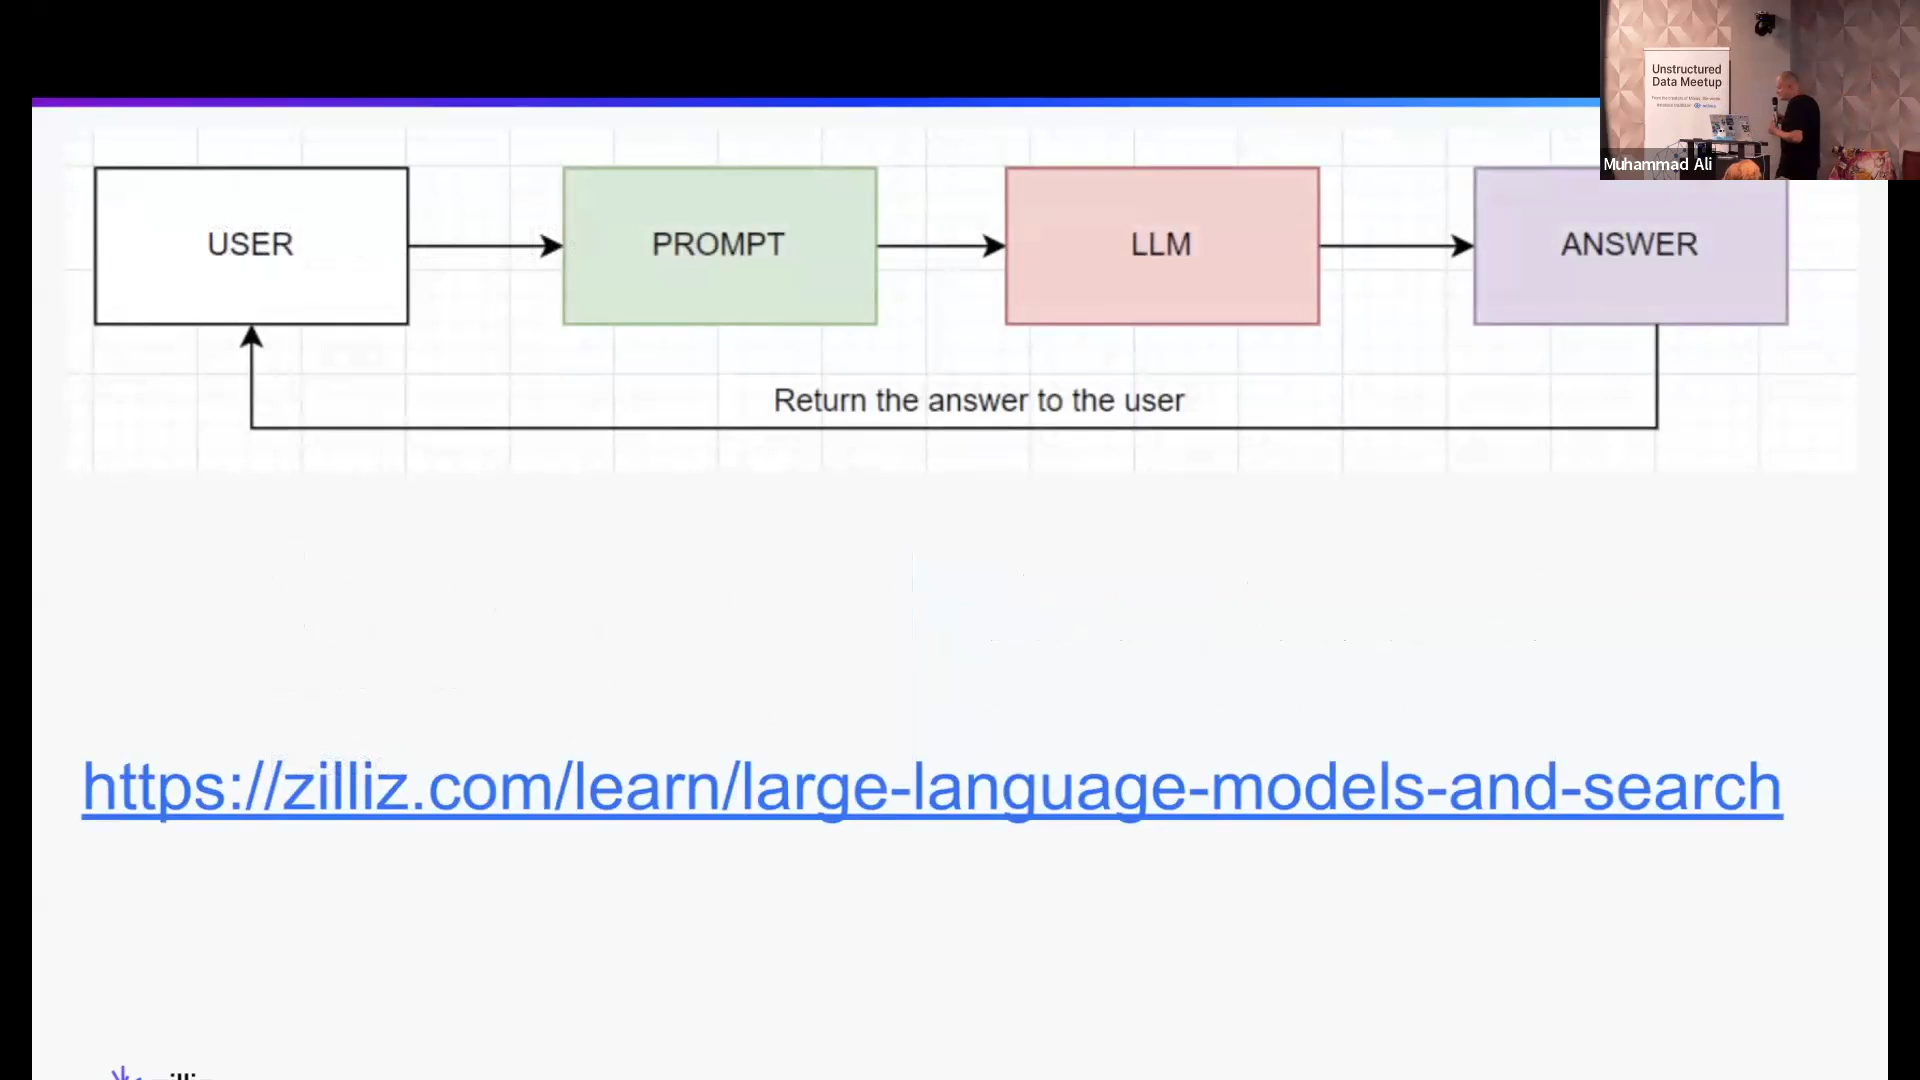 Unstructured
Data Meetup
Muhammad Ali
USER
PROMPT
LLM
ANSWER
Return the answer to the user
https://zilliz.com/learn/large-language-models-and-search